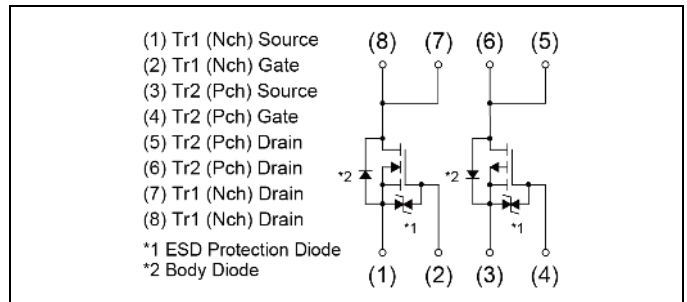 (1) Tr1 (Nch) Source
(2) Tr1 (Nch) Gate
(3) Tr2 (Pch) Source
(4) Tr2 (Pch) Gate
(5) Tr2 (Pch) Drain
(6) Tr2 (Pch) Drain
(7) Tr1 (Nch) Drain
(8) Tr1 (Nch) Drain
*1 ESD Protection Diode
*2 Body Diode
(8) (7) (6) (5)
*2 *2
*1 *1
(1) (2) (3) (4)